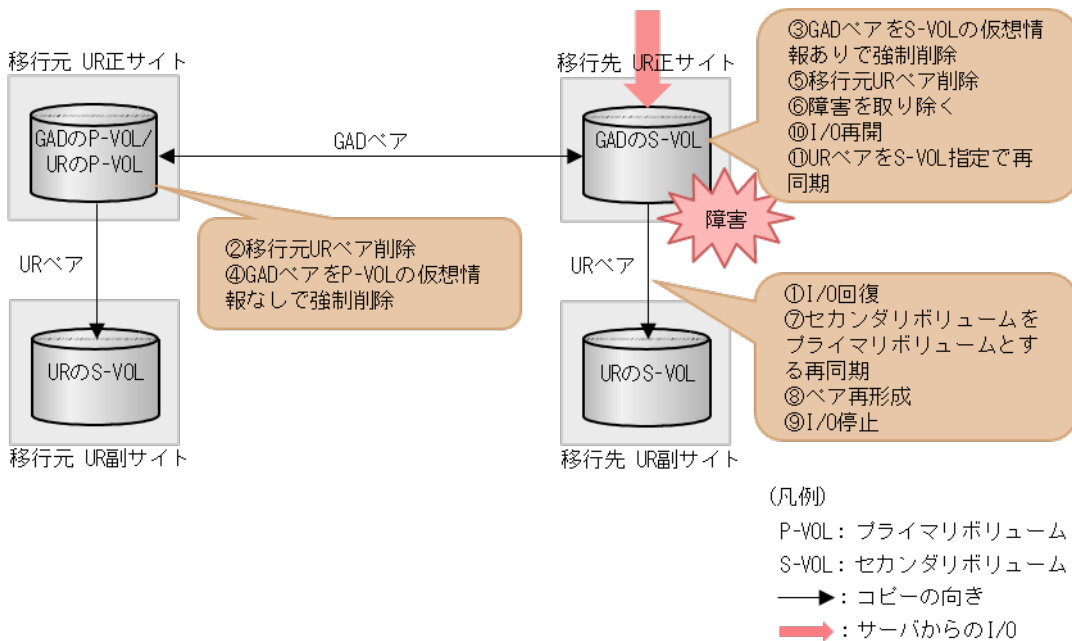 移行元 UR正サイト
GADのP-VOL/
URのP-VOL
GADペア
移行先 UR正サイト
GADのS-VOL
③GADペアをS-VOLの仮想情
報ありで強制削除
⑤移行元URペア削除
⑥障害を取り除く
⑩I/O再開
⑪URペアをS-VOL指定で再
同期
障害
URペア
②移行元URペア削除
④GADペアをP-VOLの仮想情
報なしで強制削除
URペア
①I/O回復
⑦セカンダリボリュームを
プライマリボリュームとす
る再同期
⑧ペア再形成
⑨I/O停止
URのS-VOL
移行元 UR副サイト
URのS-VOL
移行先 UR副サイト
(凡例)
P-VOL：プライマリボリューム
S-VOL：セカンダリボリューム
：コピーの向き
：サーバからのI/O